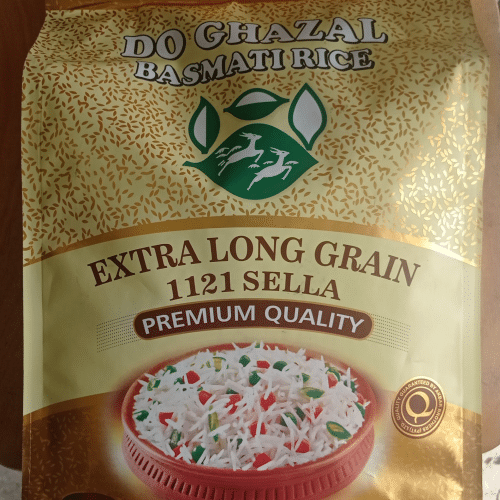 DO GHAZAL
BASMATI RICE
EXTRA LONG GRAIN
1121 SELLA
PREMIUM QUALITY